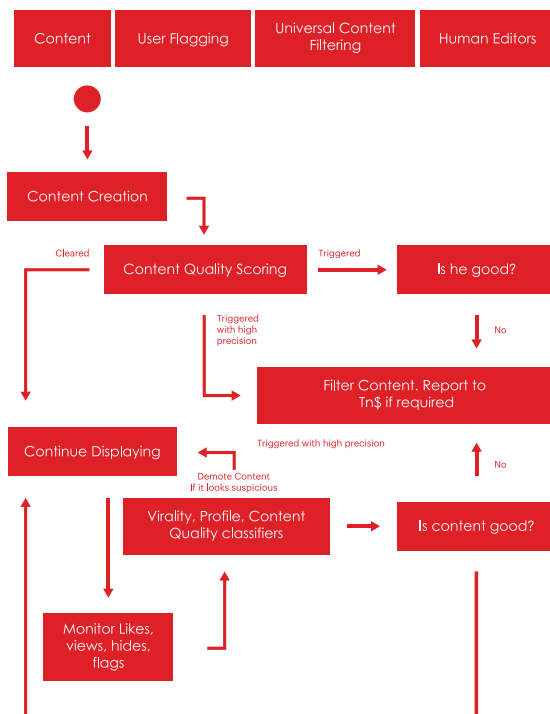 Content
User Flagging
Universal Content
Filtering
Human Editors
Content Creation
Cleared
Content Quality Scoring
Triggered
Is he good?
Triggered
with high
precision
No
Filter Content. Report to
Tn$ if required
Triggered with high precision
Continue Displaying
Demote Content
If it looks suspicious
No
Virality, Profile, Content
Quality classifiers
Is content good?
Monitor Likes,
views, hides,
flags